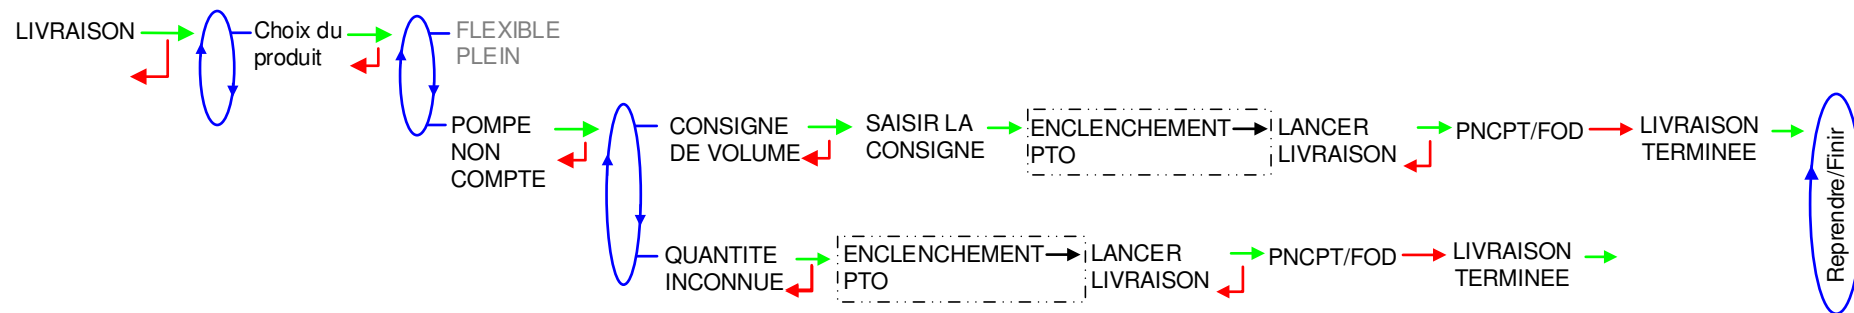 LIVRAISON
Choix du
produit
FLEXIBLE
PLEIN
POMPE
NON
COMPTE
CONSIGNE
DE VOLUME
SAISIR LA
CONSIGNE
ENCLENCHEMENT
PTO
LANCER
LIVRAISON
PNCPT/FOD
LIVRAISON
TERMINEE
Reprendre/Finir
QUANTITE
INCONNUE
ENCLENCHEMENT
PTO
LANCER
LIVRAISON
PNCPT/FOD
LIVRAISON
TERMINEE